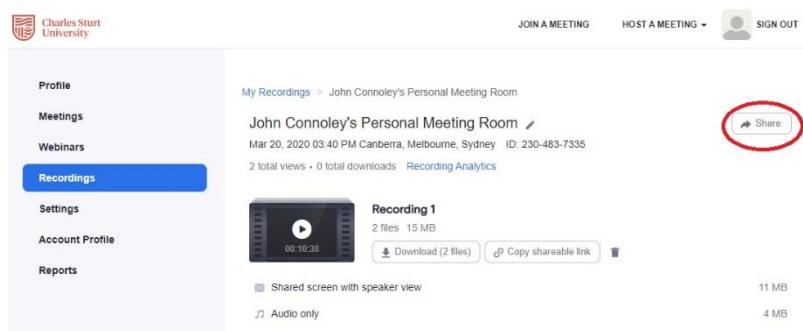 Charles Sturt
University
JOIN A MEETING
HOST A MEETING
SIGN OUT
Profile
Meetings
Webinars
Recordings
Settings
Account Profile
Reports
My Recordings > John Connoley's Personal Meeting Room
John Connoley's Personal Meeting Room
Share
Mar 20, 2020 03:40 PM Canberra, Melbourne, Sydney ID: 230-483-7335
2 total views • 0 total downloads Recording Analytics
Recording 1
2 files 15 MB
00:10:38
Download (2 files)
Copy shareable link
Shared screen with speaker view 11 MB
Audio only 4 MB